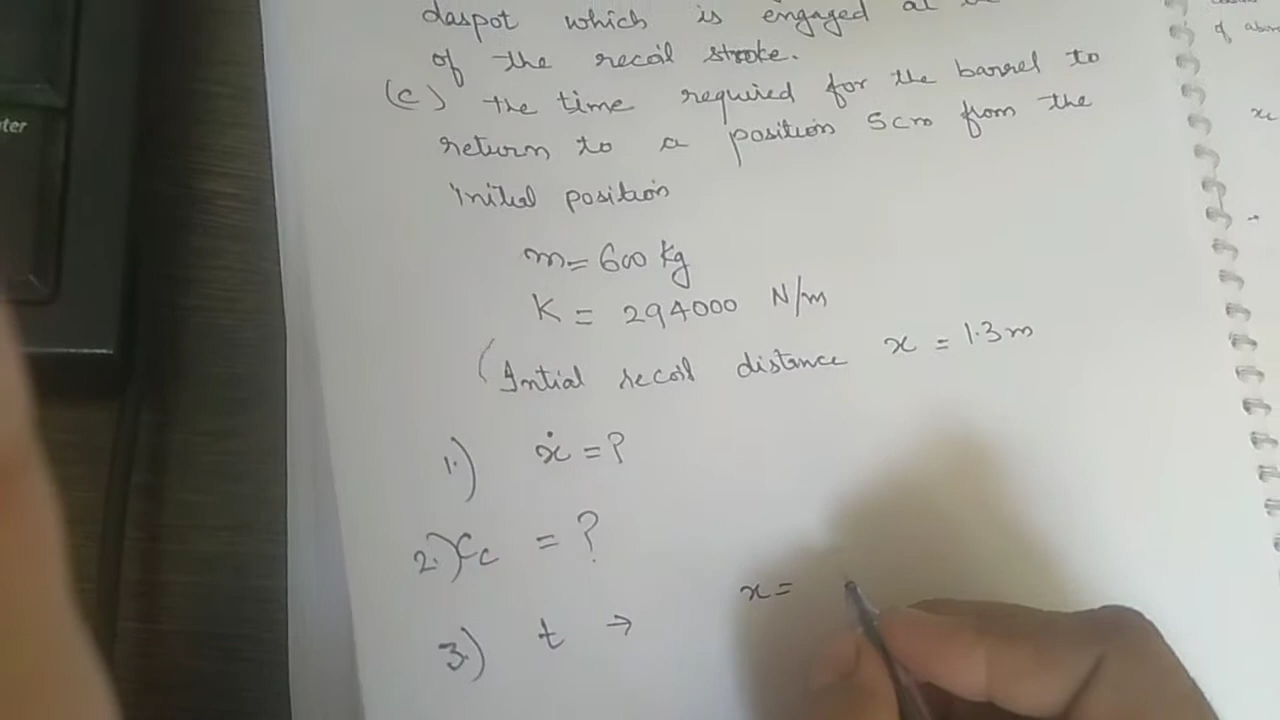 daspot which is engaged at
of the recoil stroke.
(c) the time required for the barrel to
return to a position 5cm from the
initial position
m= 600 kg
K = 294000 N/m
(Intial recoil distance x = 1.3m
1.) ẋ = ?
2.) Cc = ?
3.) t → x =